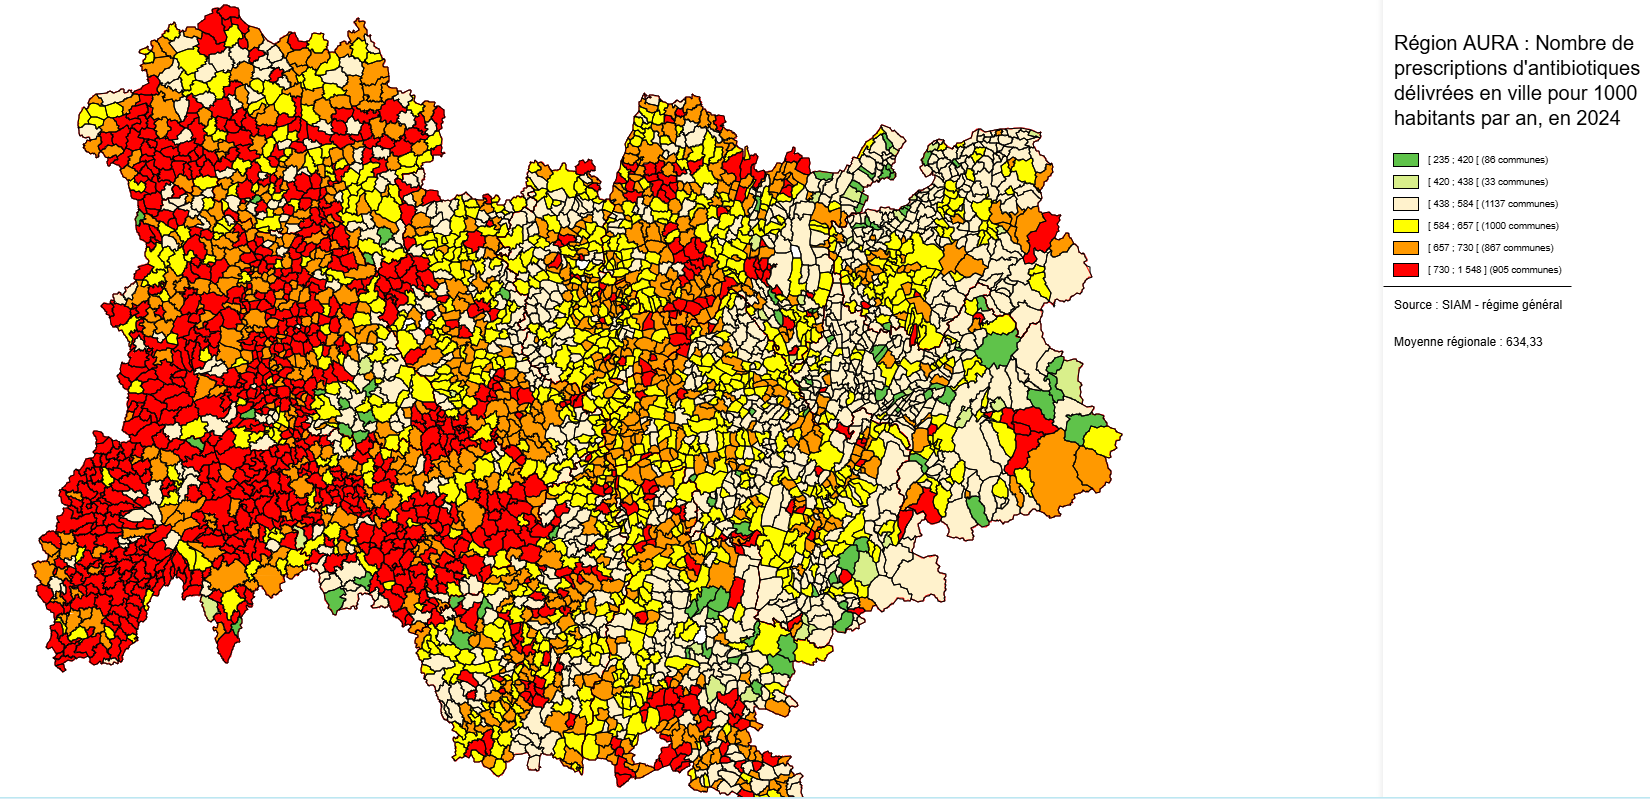 Région AURA : Nombre de
prescriptions d'antibiotiques
délivrées en ville pour 1000
habitants par an, en 2024
[ 235 ; 420 [ (86 communes)
[ 420 ; 438 [ (33 communes)
[ 438 ; 584 [ (1137 communes)
[ 584 ; 657 [ (1000 communes)
[ 657 ; 730 [ (867 communes)
[ 730 ; 1 548 ] (905 communes)
Source : SIAM - régime général
Moyenne régionale : 634,33